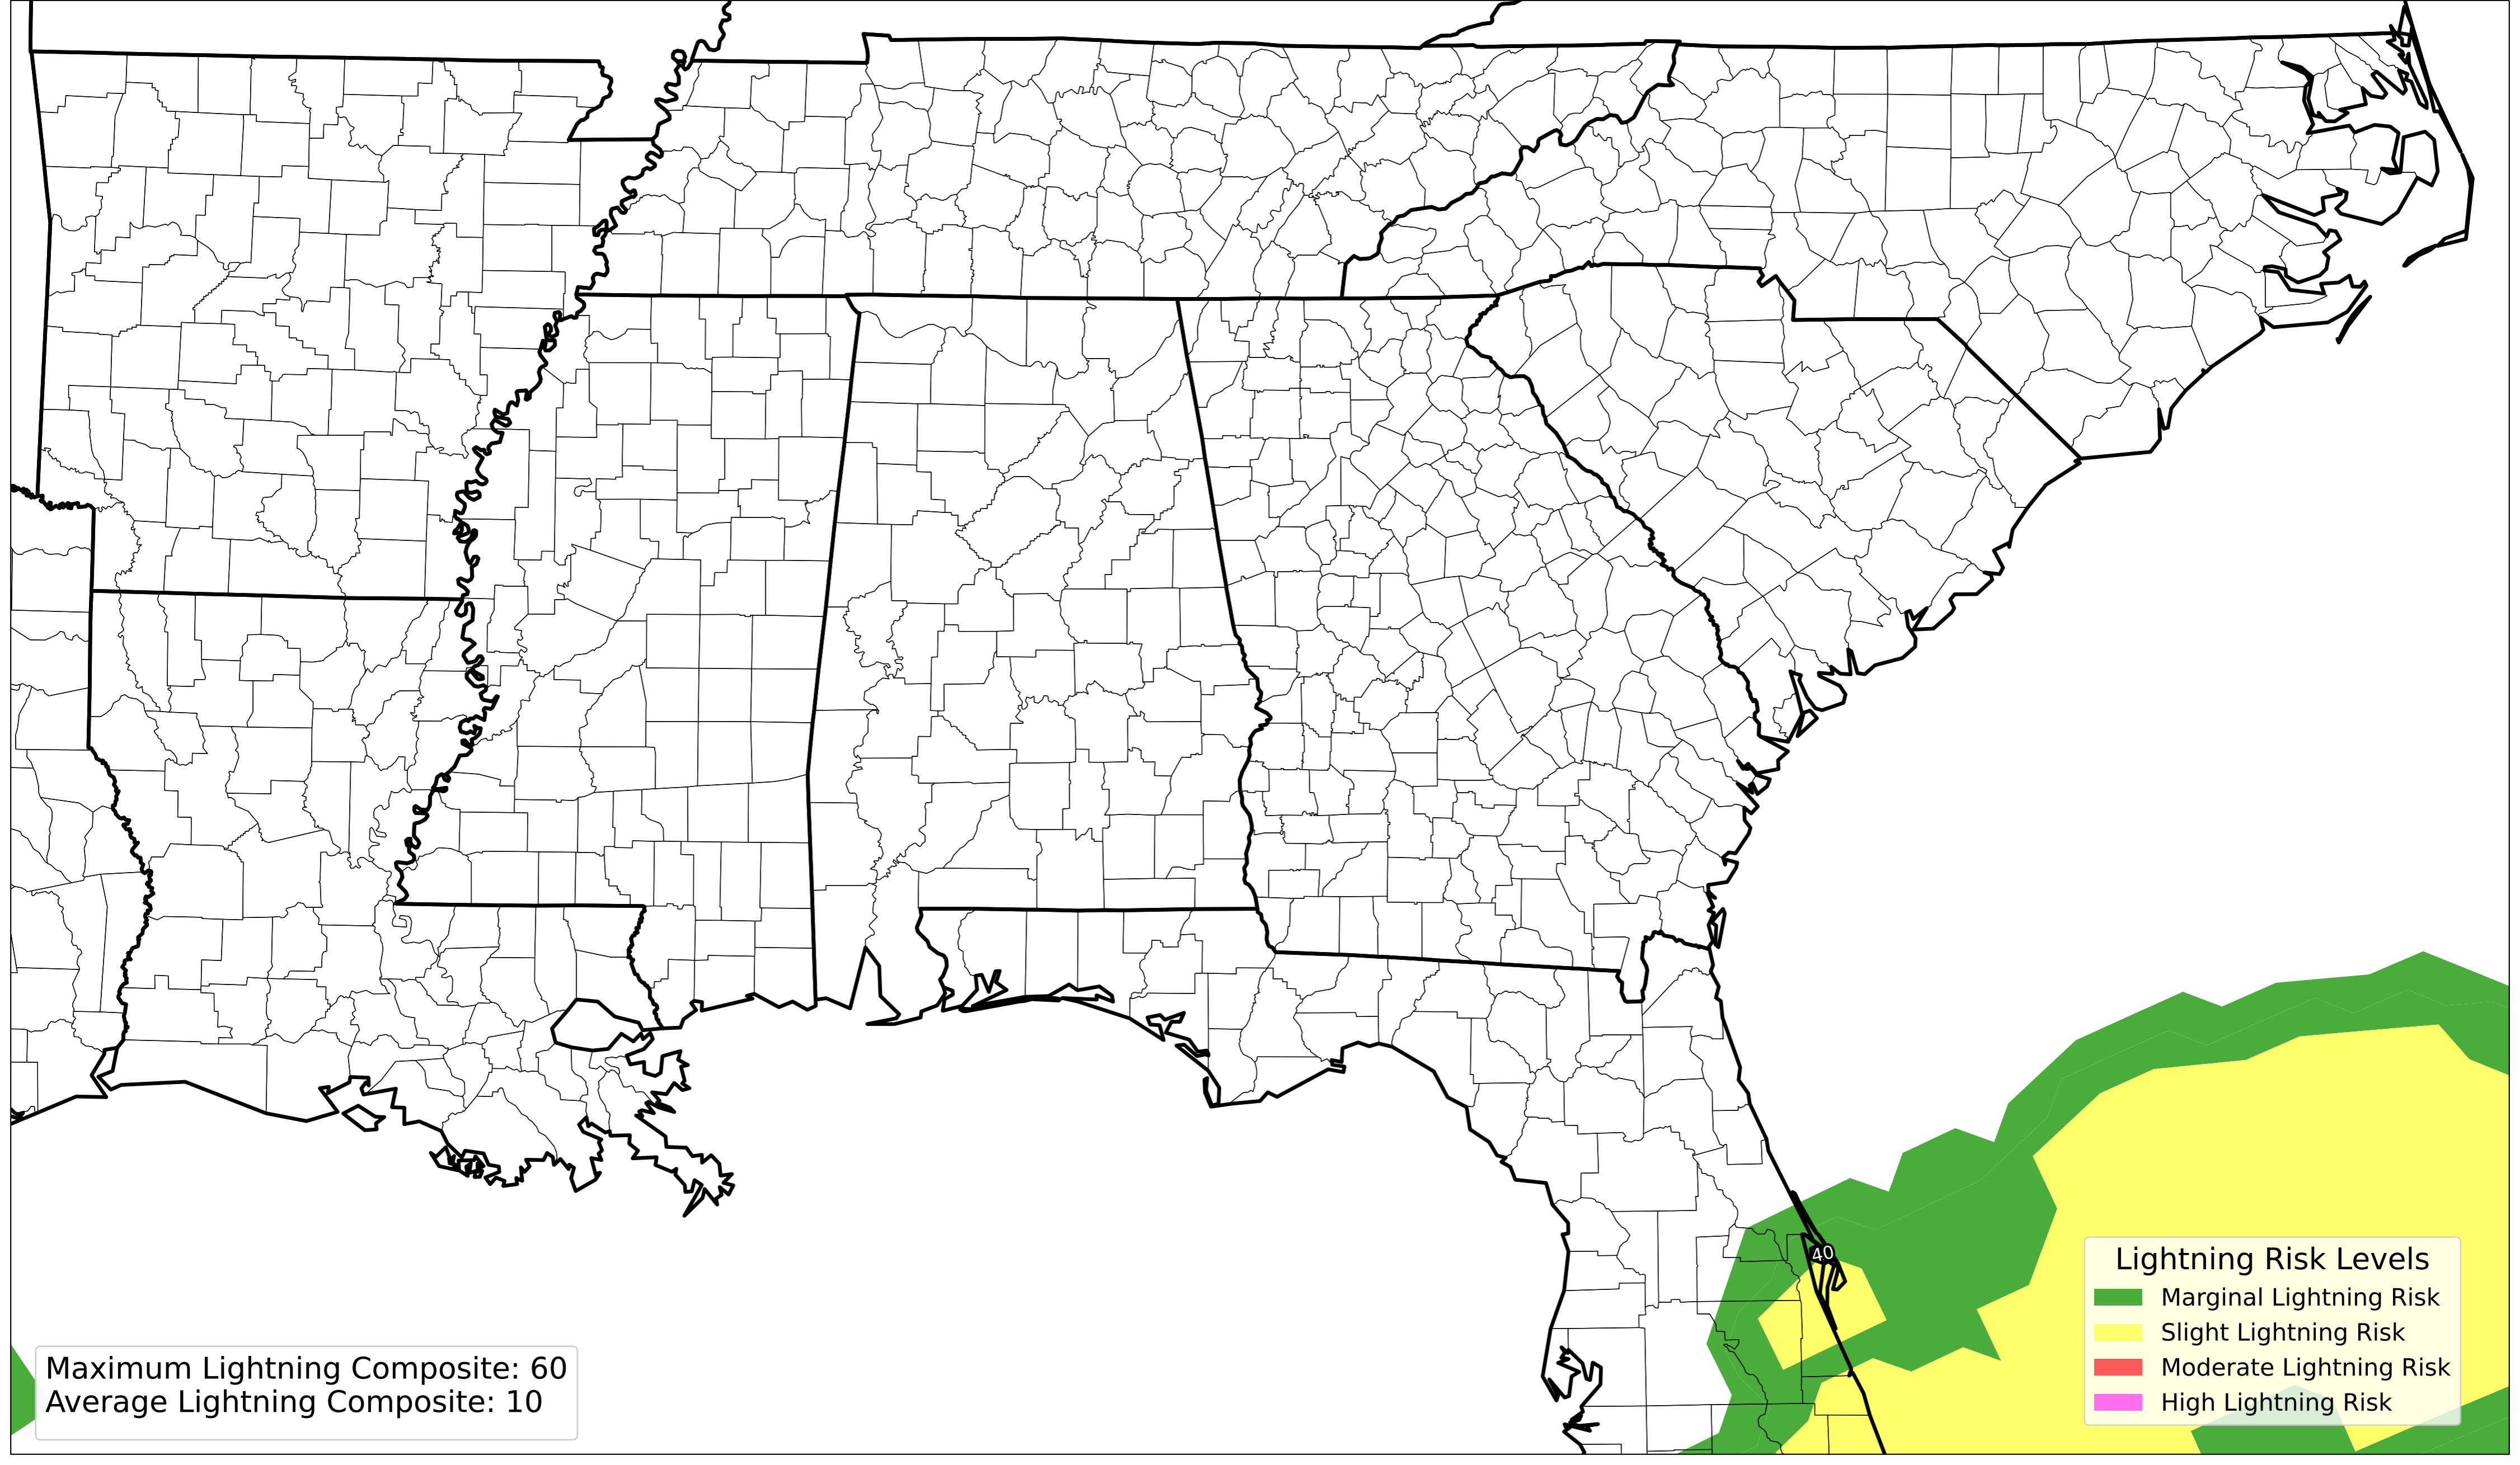 40
Lightning Risk Levels
Marginal Lightning Risk
Slight Lightning Risk
Moderate Lightning Risk
High Lightning Risk
Maximum Lightning Composite: 60
Average Lightning Composite: 10